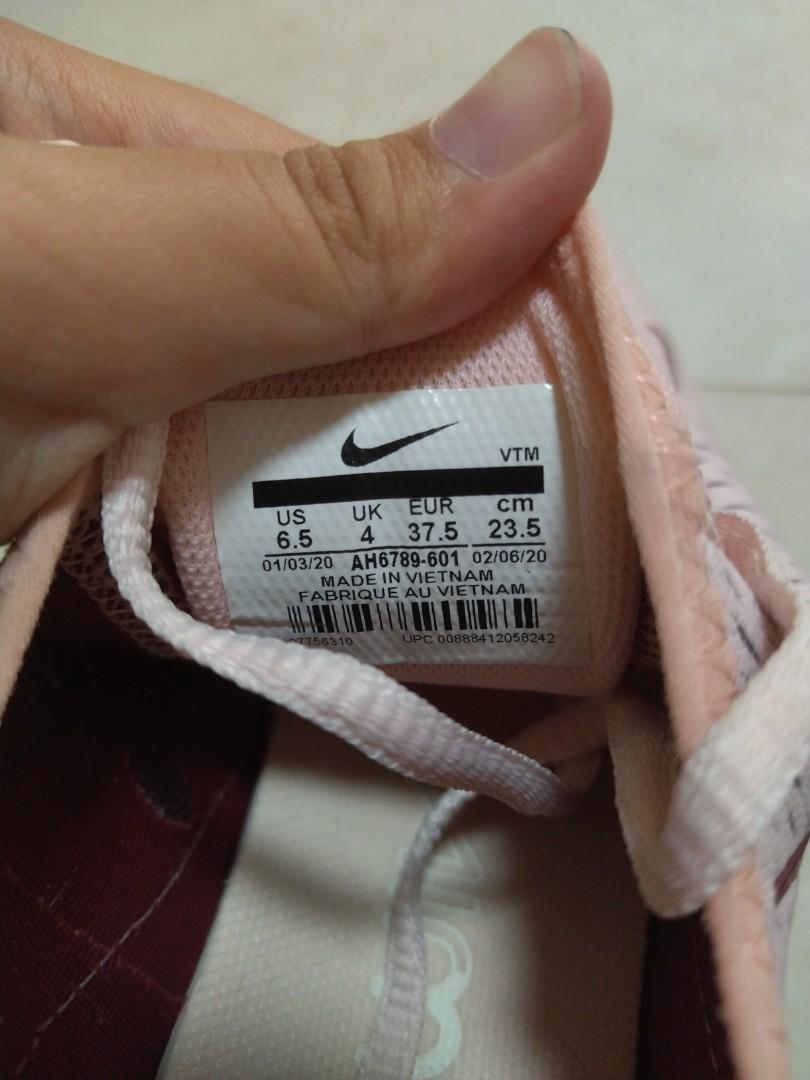 VTM
US UK EUR cm
6.5 4 37.5 23.5
01/03/20 AH6789-601 02/06/20
MADE IN VIETNAM
FABRIQUE AU VIETNAM
7756310 UPC 00888412058242